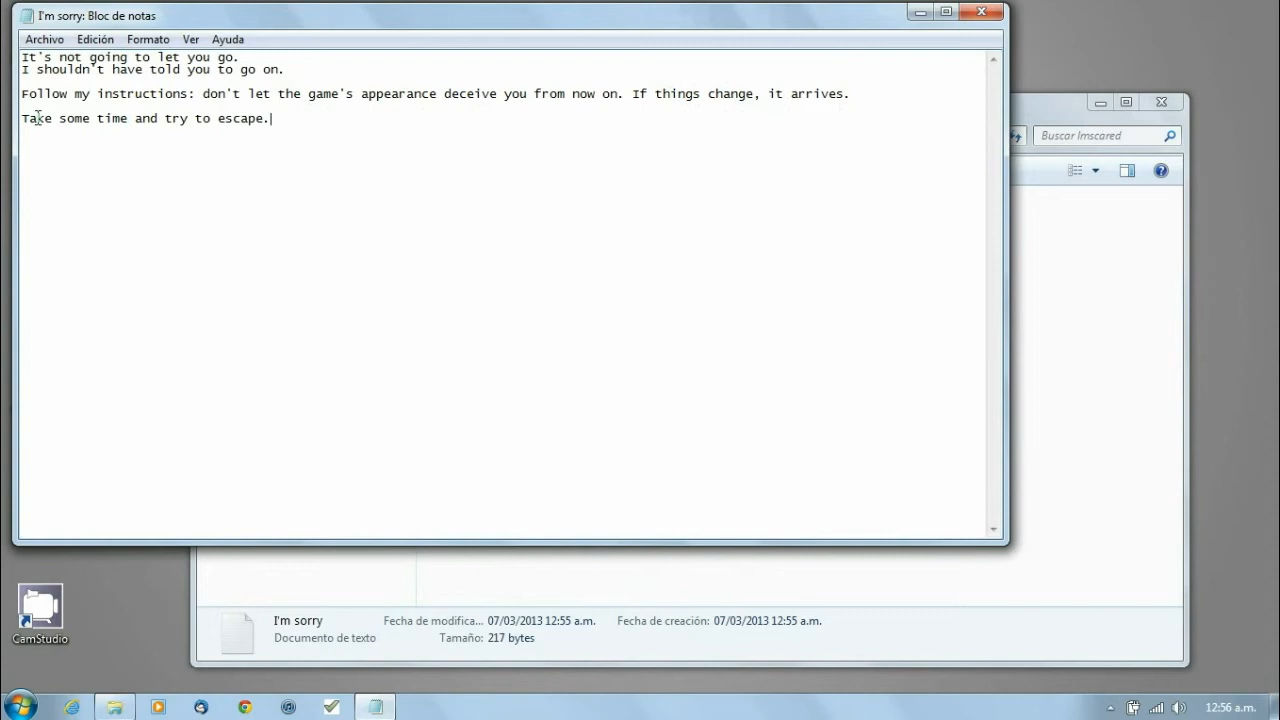 I'm sorry: Bloc de notas
Archivo Edición Formato Ver Ayuda
It's not going to let you go.
I shouldn't have told you to go on.
Follow my instructions: don't let the game's appearance deceive you from now on. If things change, it arrives.
Take some time and try to escape.
Buscar Imscared
I'm sorry Fecha de modifica... 07/03/2013 12:55 a.m. Fecha de creación: 07/03/2013 12:55 a.m.
Documento de texto Tamaño: 217 bytes
CamStudio
12:56 a.m.